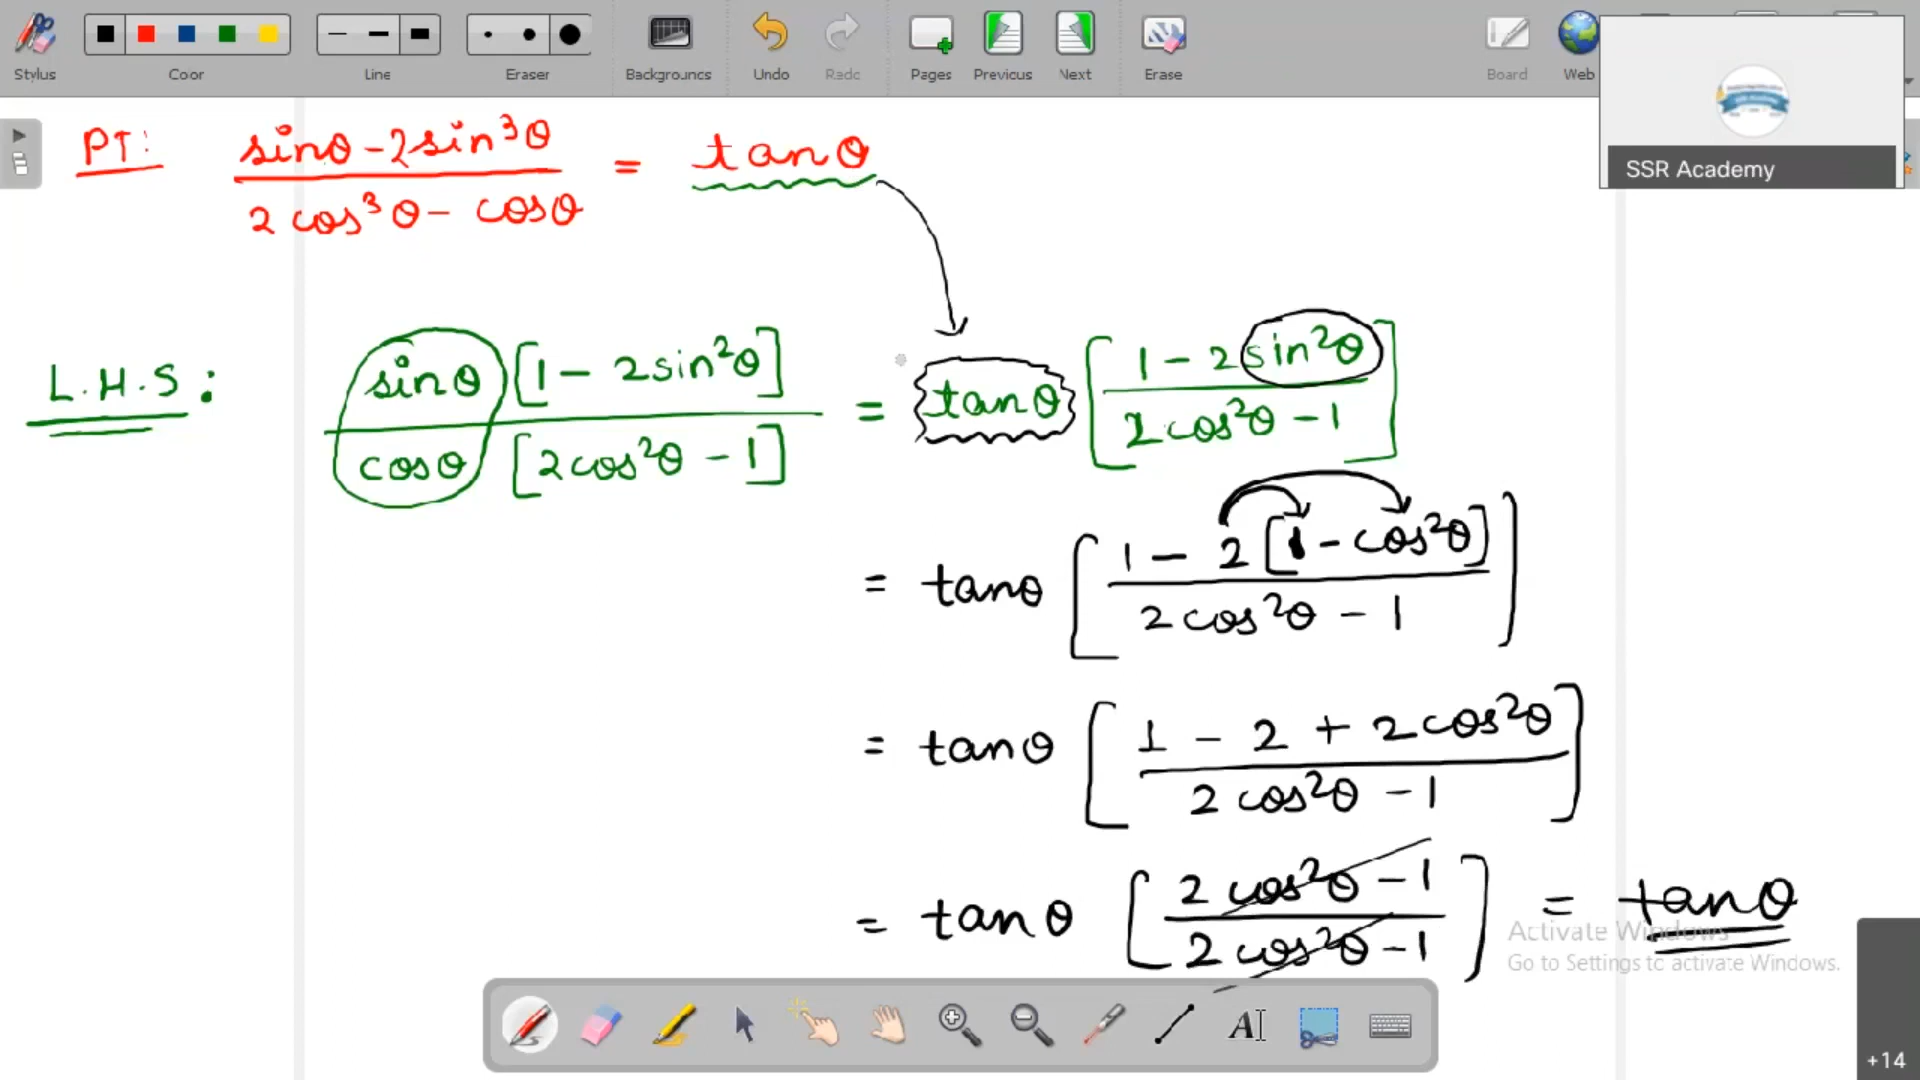 Stylus Color Line Eraser Backgrounds Undo Redo Pages Previous Next Erase Board Web
SSR Academy
PT: (sinθ - 2sin³θ) / (2cos³θ - cosθ) = tanθ
L.H.S: sinθ [1 - 2sin²θ] / cosθ [2cos²θ - 1] = tanθ [(1 - 2sin²θ) / (2cos²θ - 1)]
= tanθ [(1 - 2[1 - cos²θ]) / (2cos²θ - 1)]
= tanθ [(1 - 2 + 2cos²θ) / (2cos²θ - 1)]
= tanθ [(2cos²θ - 1) / (2cos²θ - 1)] = tanθ
Activate Windows
Go to Settings to activate Windows.
+14